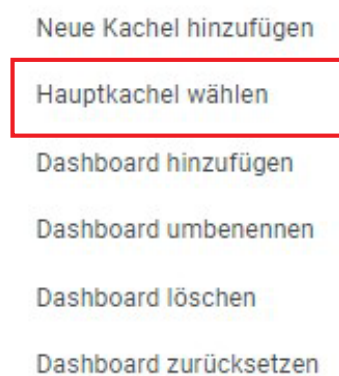 Neue Kachel hinzufügen
Hauptkachel wählen
Dashboard hinzufügen
Dashboard umbenennen
Dashboard löschen
Dashboard zurücksetzen